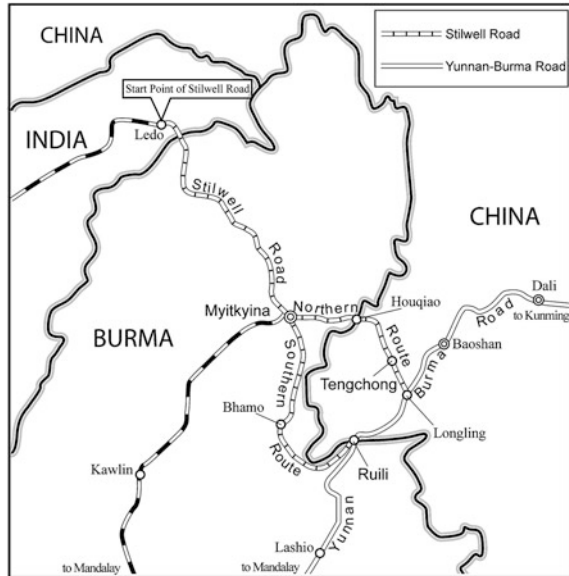 CHINA
Stilwell Road
Yunnan-Burma Road
Start Point of Stilwell Road
INDIA
Ledo
Stilwell
Road
CHINA
Dali
to Kunming
Northern
Houqiao
Myitkyina
Road
Baoshan
BURMA
Route
Burma
Southern
Tengchong
Bhamo
Longling
Route
Ruili
Kawlin
Yunnan
Lashio
to Mandalay
to Mandalay